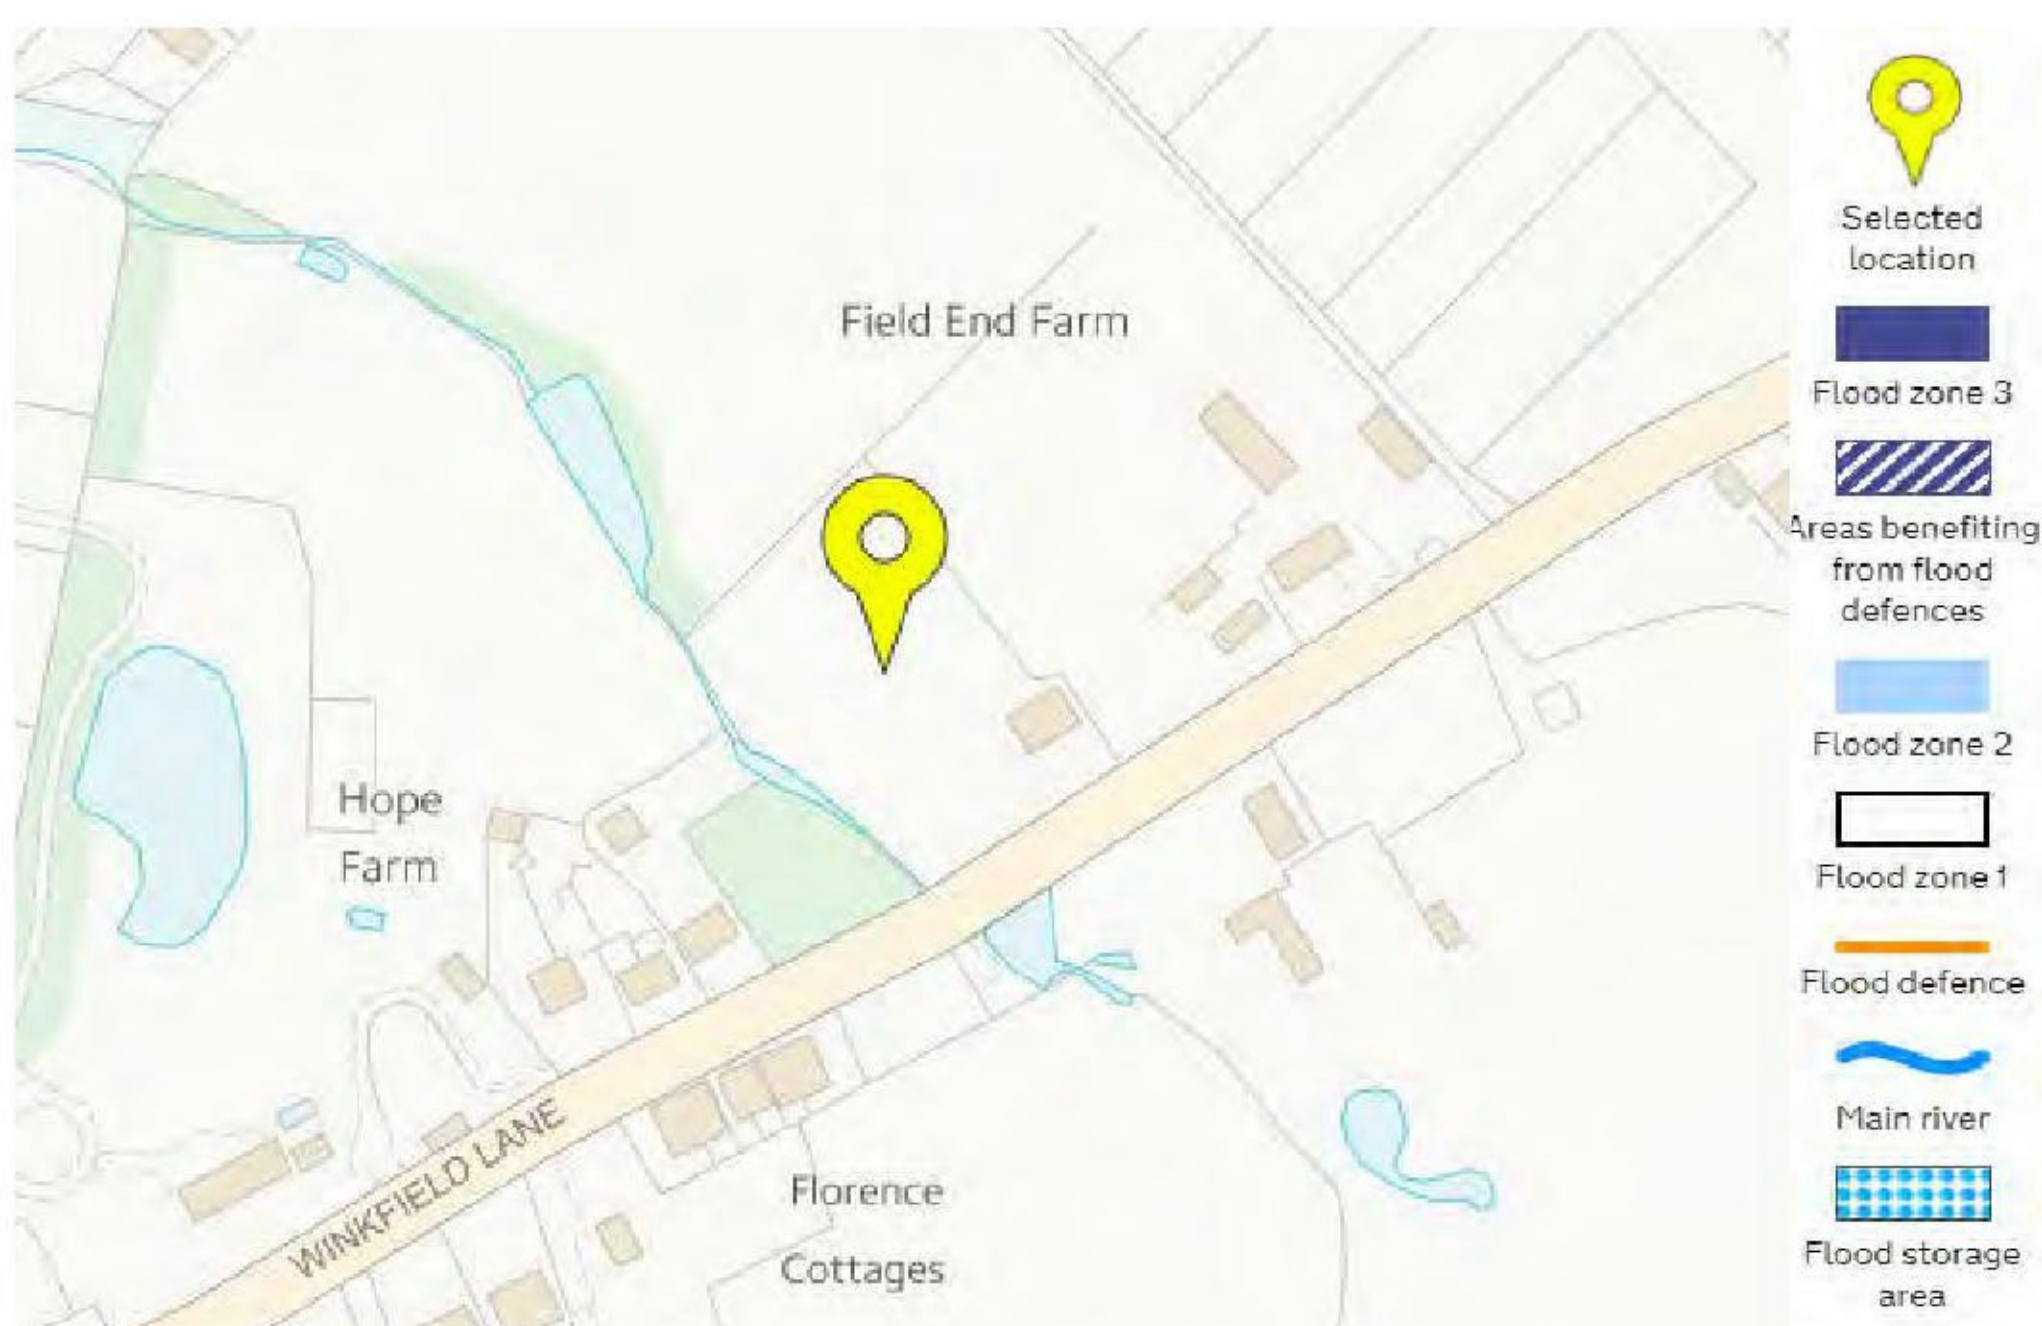 Field End Farm
Hope
Farm
WINKFIELD LANE
Florence
Cottages
Selected
location
Flood zone 3
Areas benefiting
from flood
defences
Flood zone 2
Flood zone 1
Flood defence
Main river
Flood storage
area